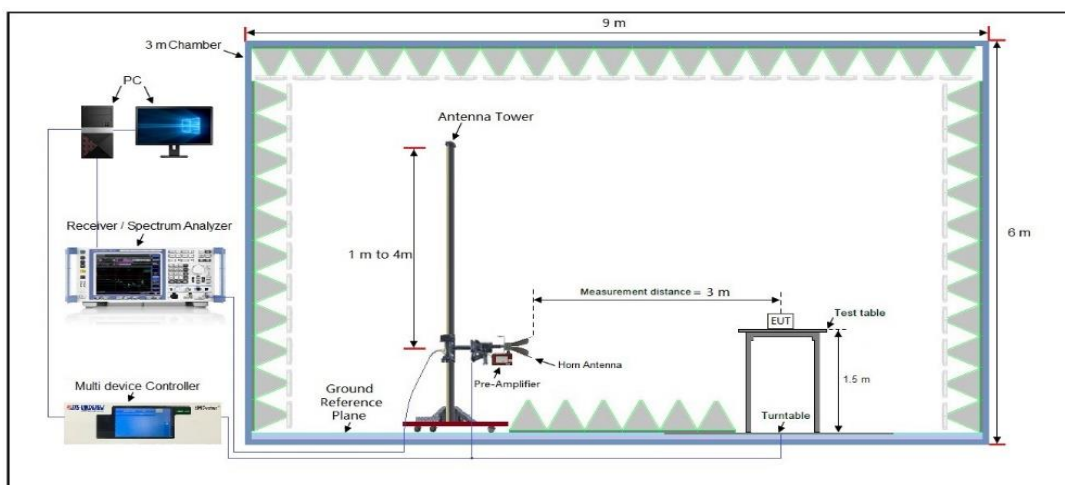 9 m
3 m Chamber
PC
Antenna Tower
Receiver / Spectrum Analyzer
1 m to 4m
6 m
Measurement distance = 3 m
EUT
Test table
Horn Antenna
Pre-Amplifier
1.5 m
Multi device Controller
Ground
Reference
Plane
Turntable